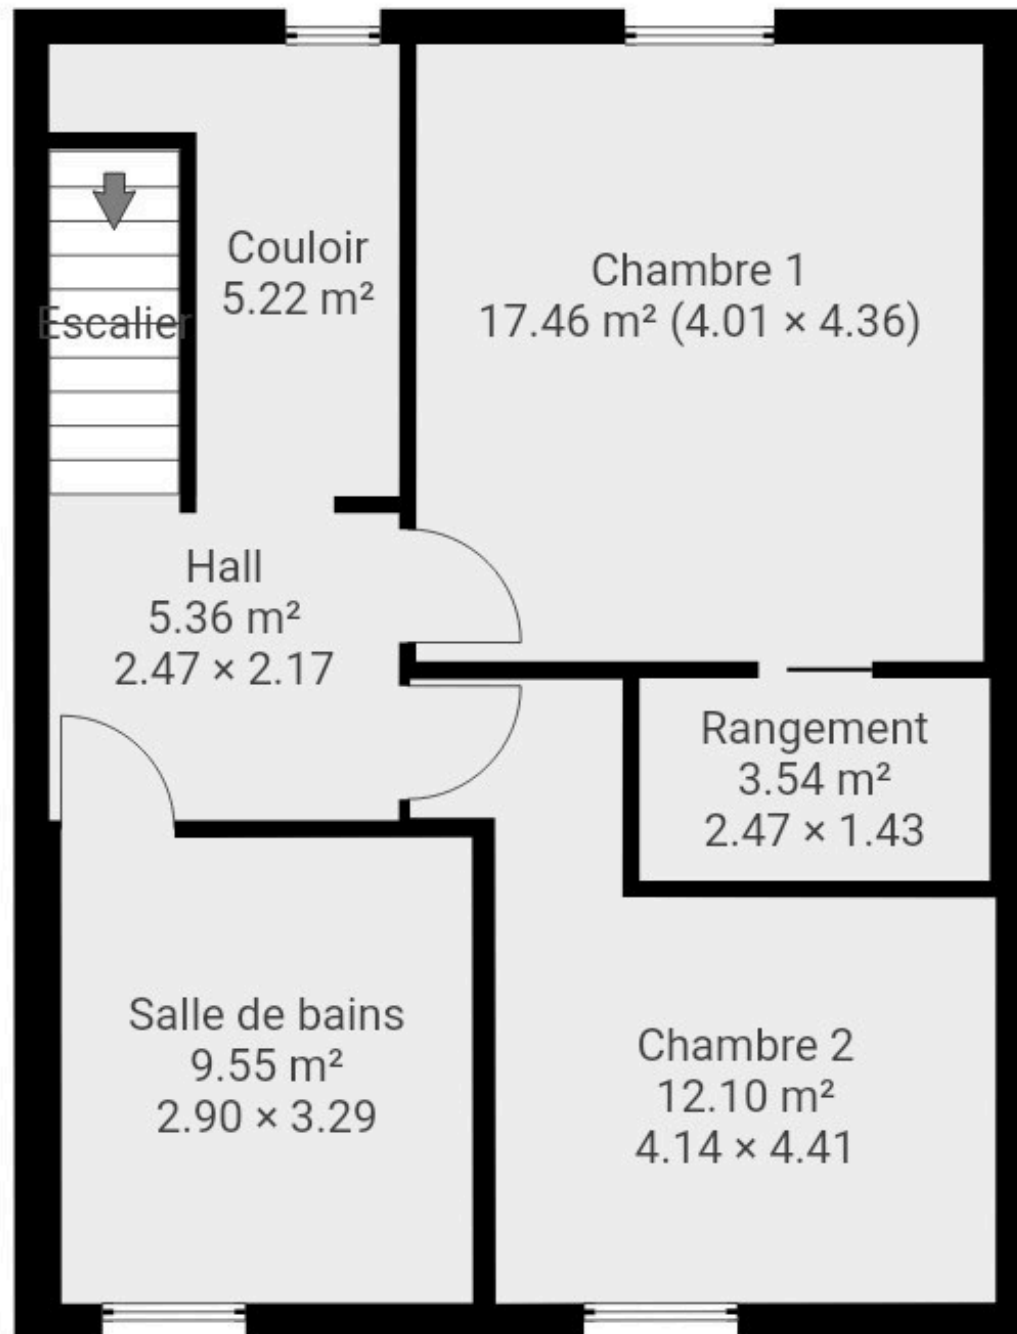 Couloir
5.22 m²
Escalier
Chambre 1
17.46 m² (4.01 × 4.36)
Hall
5.36 m²
2.47 × 2.17
Rangement
3.54 m²
2.47 × 1.43
Salle de bains
9.55 m²
2.90 × 3.29
Chambre 2
12.10 m²
4.14 × 4.41